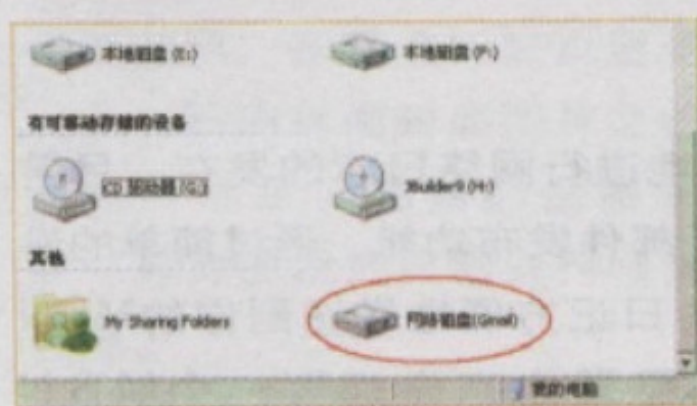 本地磁盘 (E:) 本地磁盘 (F:)
有可移动存储的设备
CD 驱动器 (G:) JBuilder9 (H:)
其他
My Sharing Folders 网络磁盘(Gmail)
我的电脑